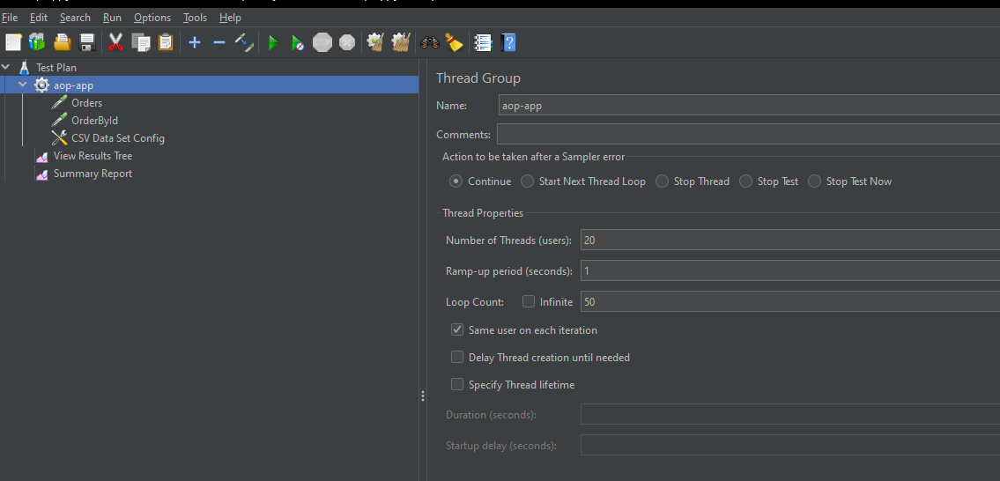 File Edit Search Run Options Tools Help
STOP
Test Plan
aop-app
Orders
OrderById
CSV Data Set Config
View Results Tree
Summary Report
Thread Group
Name: aop-app
Comments:
Action to be taken after a Sampler error
Continue Start Next Thread Loop Stop Thread Stop Test Stop Test Now
Thread Properties
Number of Threads (users): 20
Ramp-up period (seconds): 1
Loop Count: Infinite 50
Same user on each iteration
Delay Thread creation until needed
Specify Thread lifetime
Duration (seconds):
Startup delay (seconds):